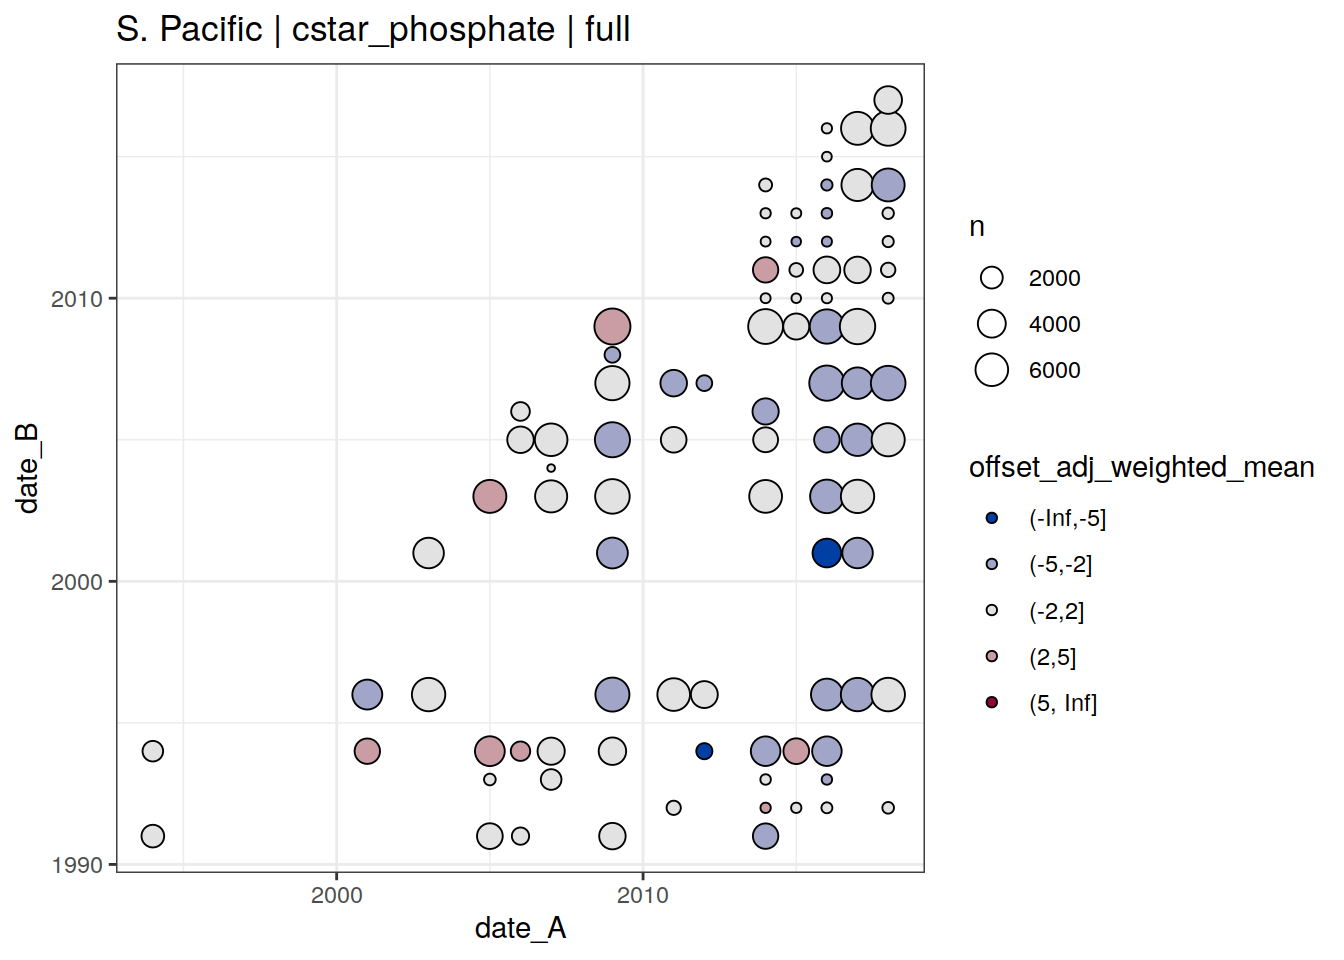 S. Pacific | cstar_phosphate | full
date_B
2010
2000
1990
2000
2010
date_A
n
2000
4000
6000
offset_adj_weighted_mean
(-Inf,-5]
(-5,-2]
(-2,2]
(2,5]
(5, Inf]